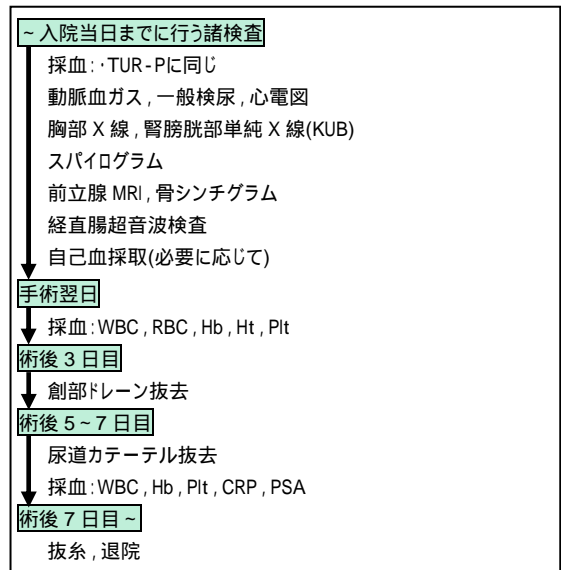 ~入院当日までに行う諸検査
採血:・TUR-Pに同じ
動脈血ガス,一般検尿,心電図
胸部 X 線,腎膀胱部単純 X 線(KUB)
スパイログラム
前立腺 MRI,骨シンチグラム
経直腸超音波検査
自己血採取(必要に応じて)
手術翌日
採血:WBC,RBC,Hb,Ht,Plt
術後 3 日目
創部ドレーン抜去
術後 5~7 日目
尿道カテーテル抜去
採血:WBC,Hb,Plt,CRP,PSA
術後 7 日目~
抜糸,退院